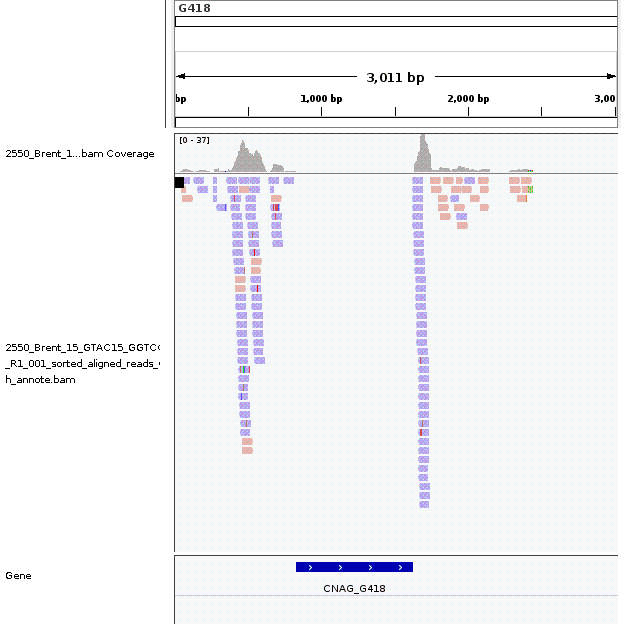 G418
3,011 bp
bp
1,000 bp
2,000 bp
3,00
[0 - 37]
2550_Brent_1...bam Coverage
2550_Brent_15_GTAC15_GGTC
_R1_001_sorted_aligned_reads_
h_annote.bam
Gene
CNAG_G418